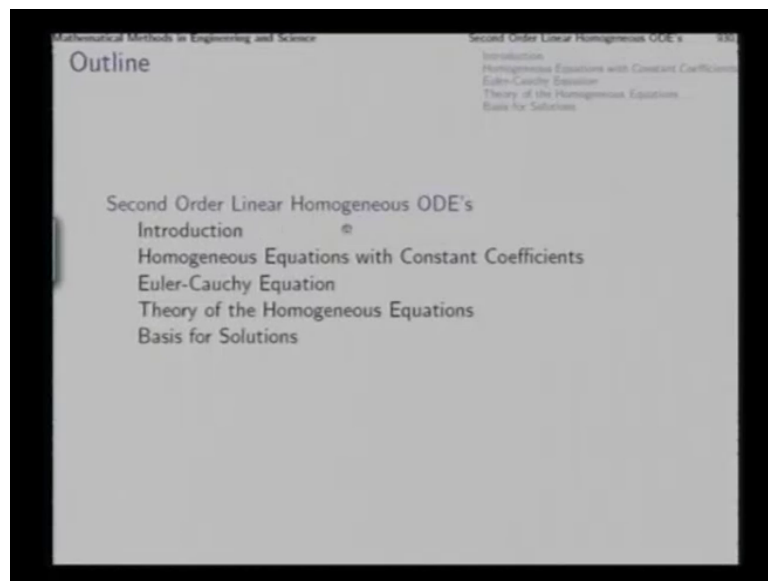 Mathematical Methods in Engineering and Science
Second Order Linear Homogeneous ODE's
Outline
Introduction
Homogeneous Equations with Constant Coefficients
Euler-Cauchy Equation
Theory of the Homogeneous Equations
Basis for Solutions
Second Order Linear Homogeneous ODE's
Introduction
Homogeneous Equations with Constant Coefficients
Euler-Cauchy Equation
Theory of the Homogeneous Equations
Basis for Solutions